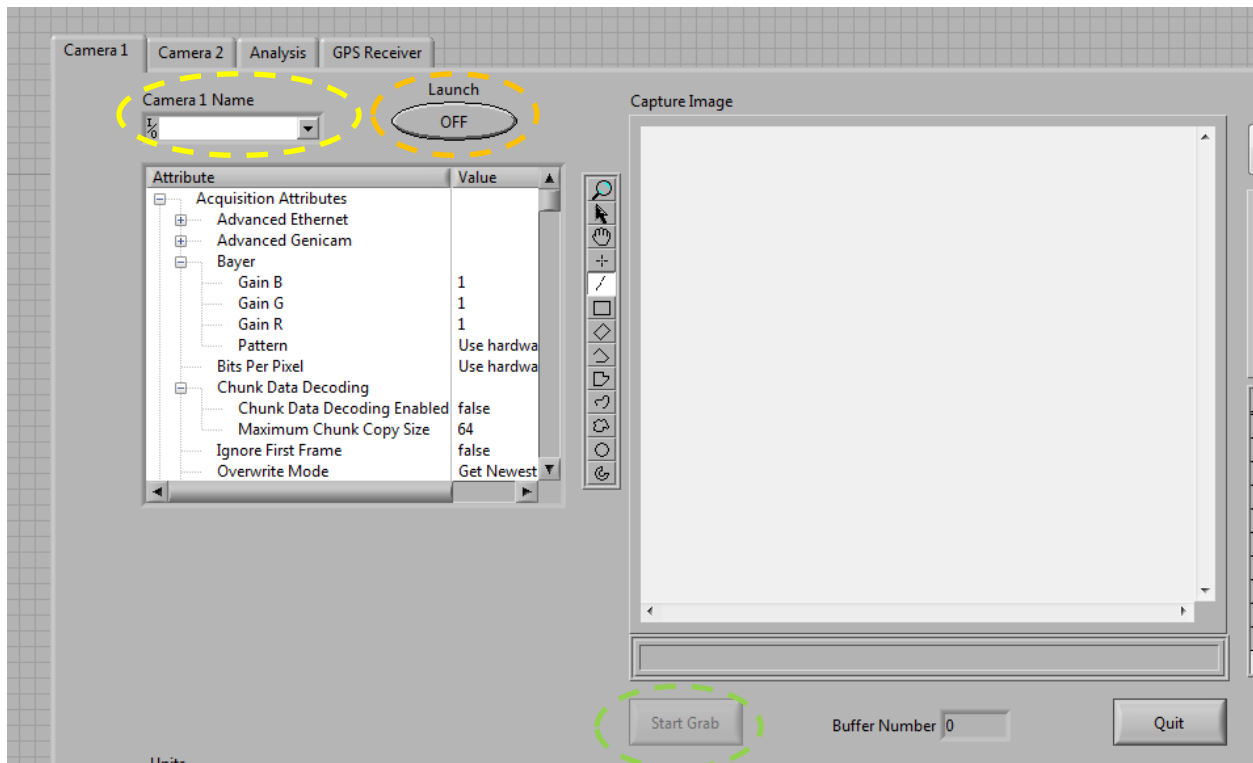 Camera 1 Camera 2 Analysis GPS Receiver
Camera 1 Name
Launch
OFF
Attribute Value
Acquisition Attributes
Advanced Ethernet
Advanced Genicam
Bayer
Gain B 1
Gain G 1
Gain R 1
Pattern Use hardwa
Bits Per Pixel Use hardwa
Chunk Data Decoding
Chunk Data Decoding Enabled false
Maximum Chunk Copy Size 64
Ignore First Frame false
Overwrite Mode Get Newest
Capture Image
Start Grab
Buffer Number 0
Quit
Units